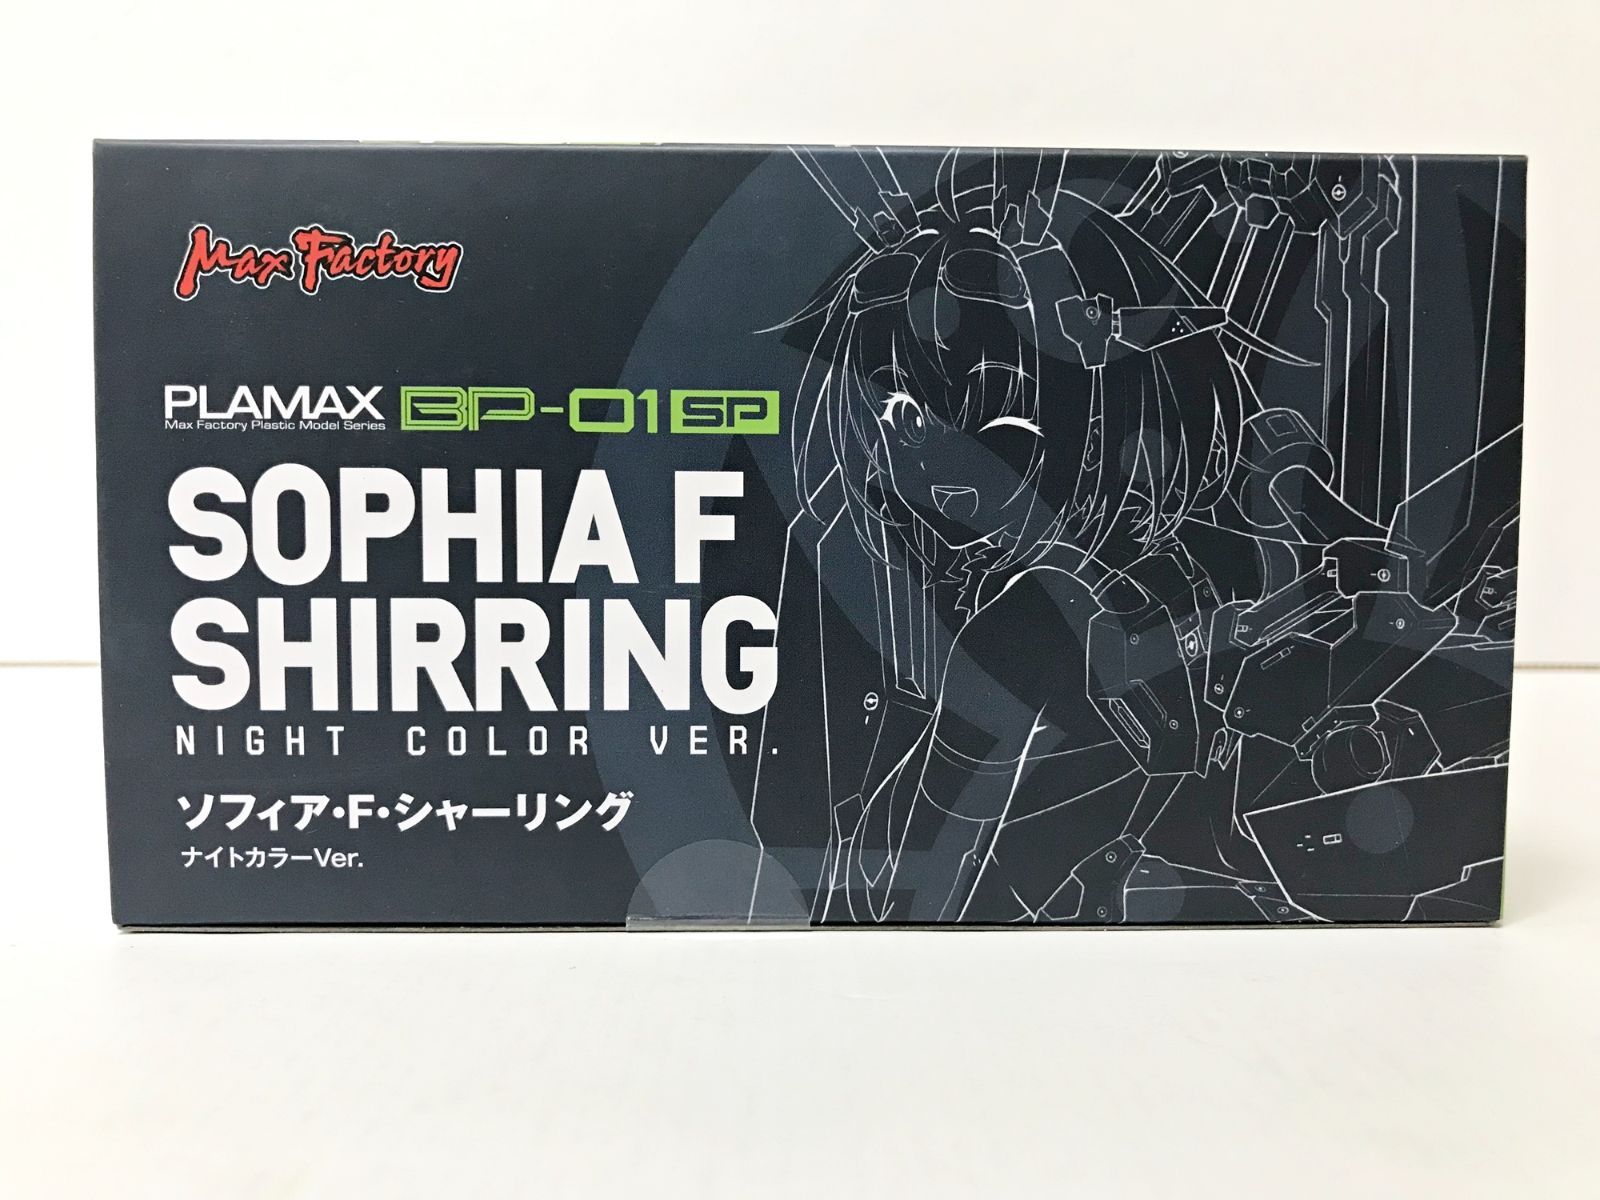 Max Factory
PLAMAX BP-01 SP
Max Factory Plastic Model Series
SOPHIA F
SHIRRING
NIGHT COLOR VER.
ソフィア・F・シャーリング
ナイトカラーVer.